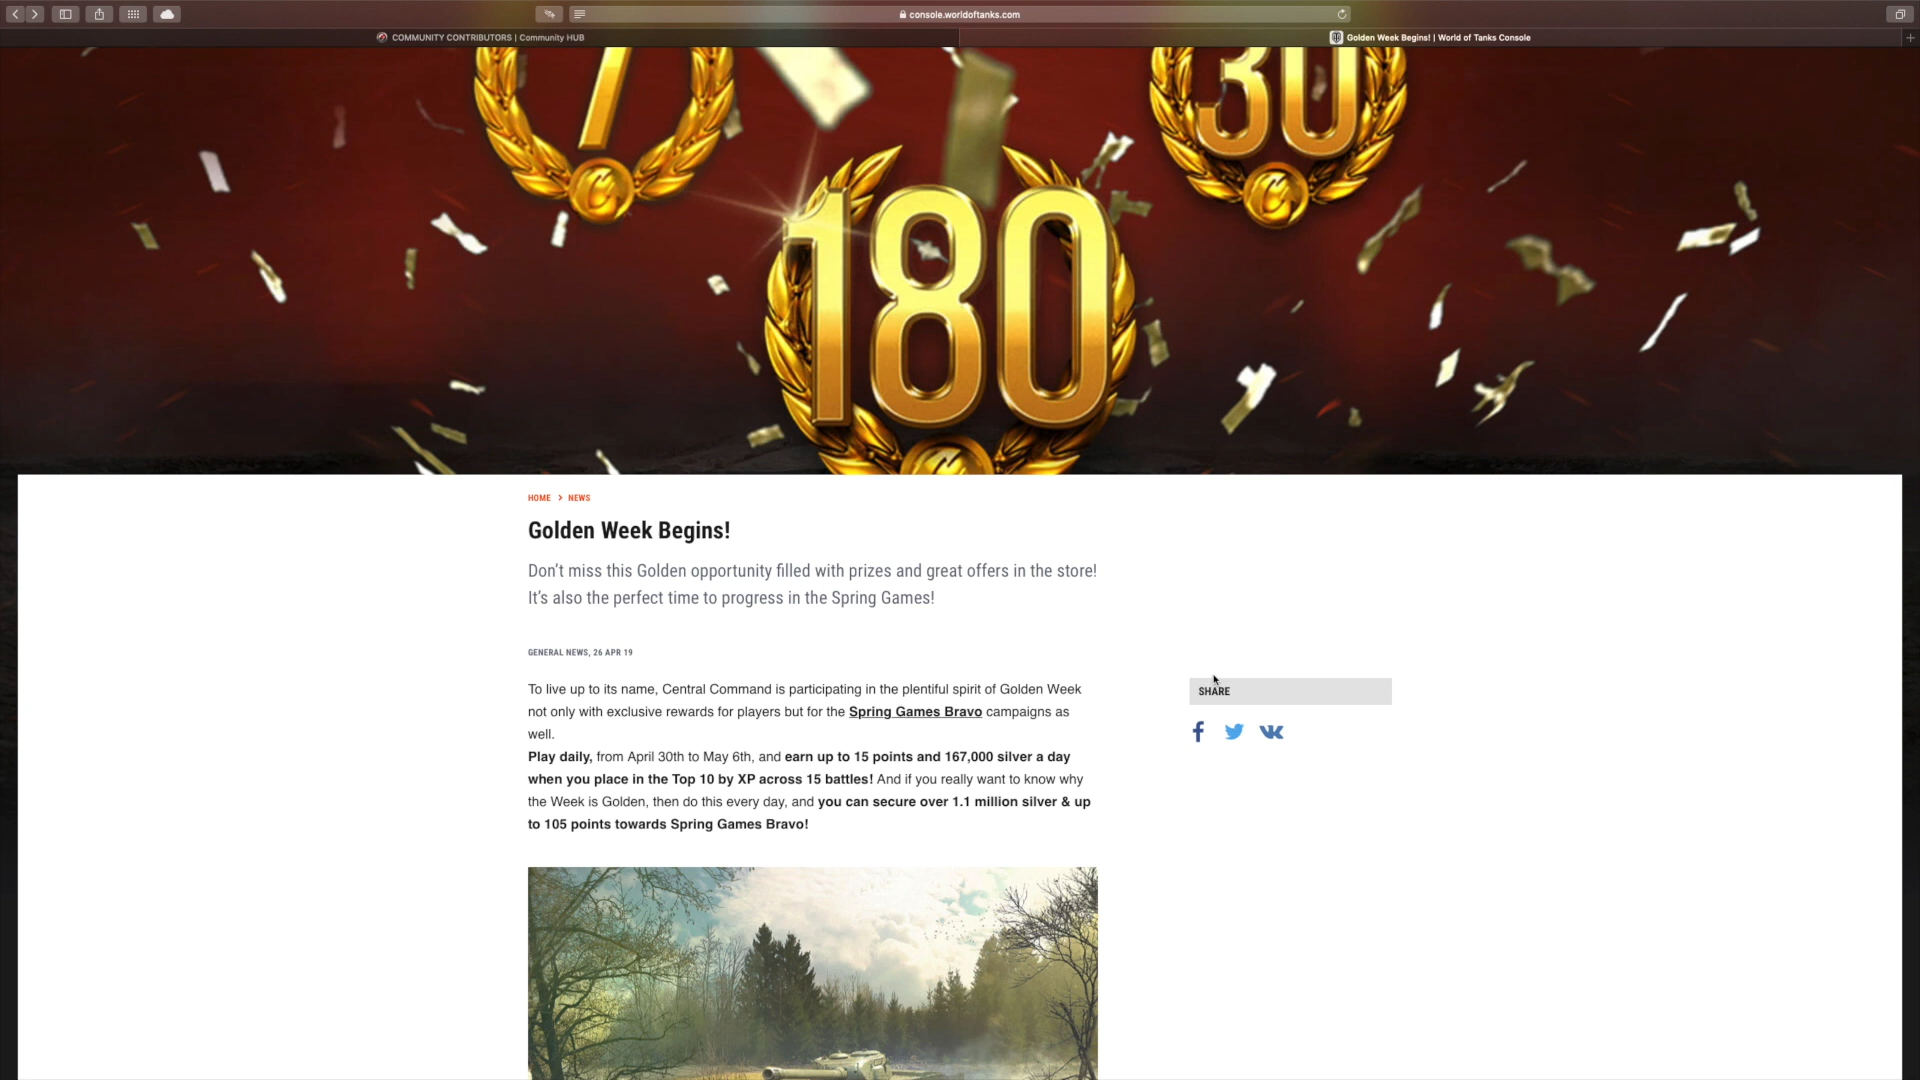 console.worldoftanks.com
COMMUNITY CONTRIBUTORS | Community HUB
Golden Week Begins! | World of Tanks Console
7
30
180
HOME > NEWS
Golden Week Begins!
Don't miss this Golden opportunity filled with prizes and great offers in the store!
It's also the perfect time to progress in the Spring Games!
GENERAL NEWS, 26 APR 19
To live up to its name, Central Command is participating in the plentiful spirit of Golden Week
not only with exclusive rewards for players but for the Spring Games Bravo campaigns as
well.
Play daily, from April 30th to May 6th, and earn up to 15 points and 167,000 silver a day
when you place in the Top 10 by XP across 15 battles! And if you really want to know why
the Week is Golden, then do this every day, and you can secure over 1.1 million silver & up
to 105 points towards Spring Games Bravo!
SHARE